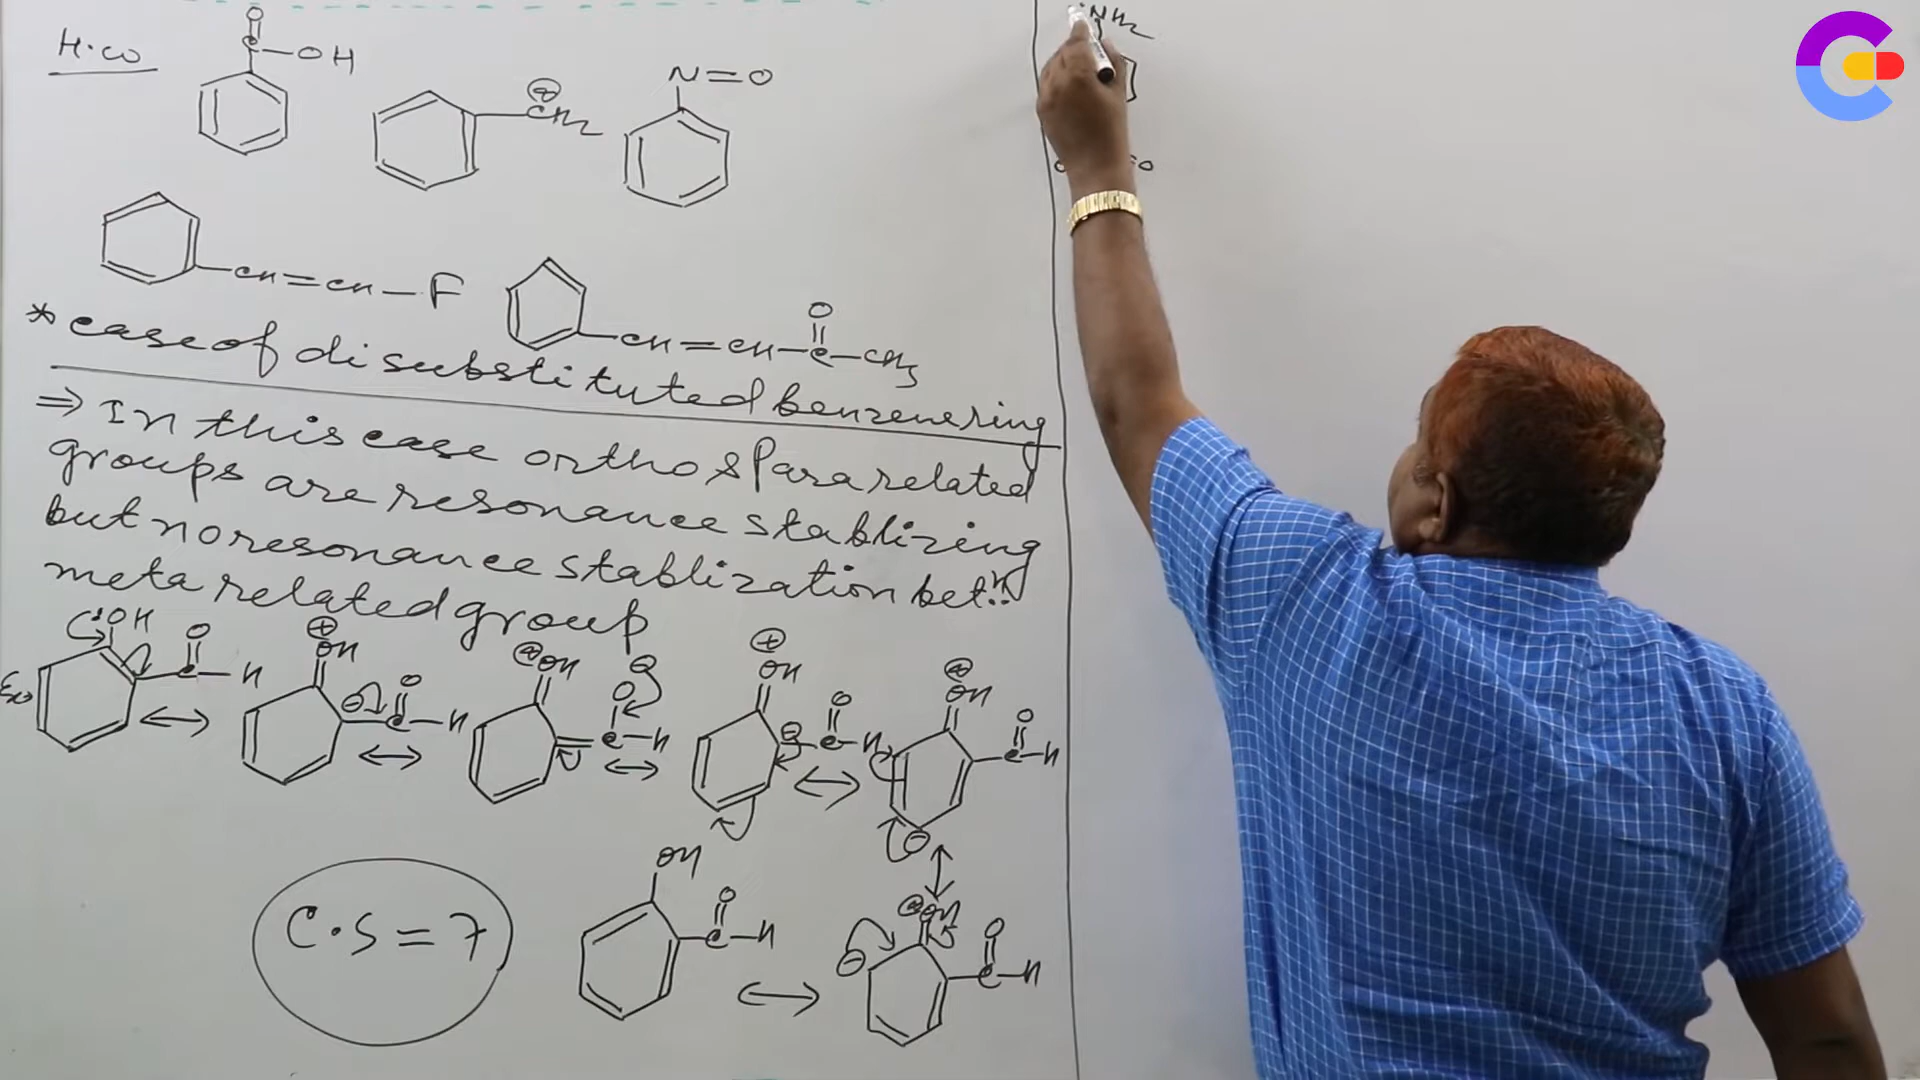 H.W
O
C—OH
⊕
CH2
N=O
CH=CH—F
O
CH=CH—C—CH3
* case of disubstituted benzene ring
⇒ In this case ortho & Para related
groups are resonance stablizing
but no resonance stablization betn
meta related group
:OH
O
C—H
⊕
OH
⊖
O
C—H
⊕OH
⊖
O
C—H
⊕
OH
⊖
O
C—H
⊕
OH
O
C—H
⊖
C.S=7
OH
O
C—H
⊕OH
⊖
O
C—H
NH2
O